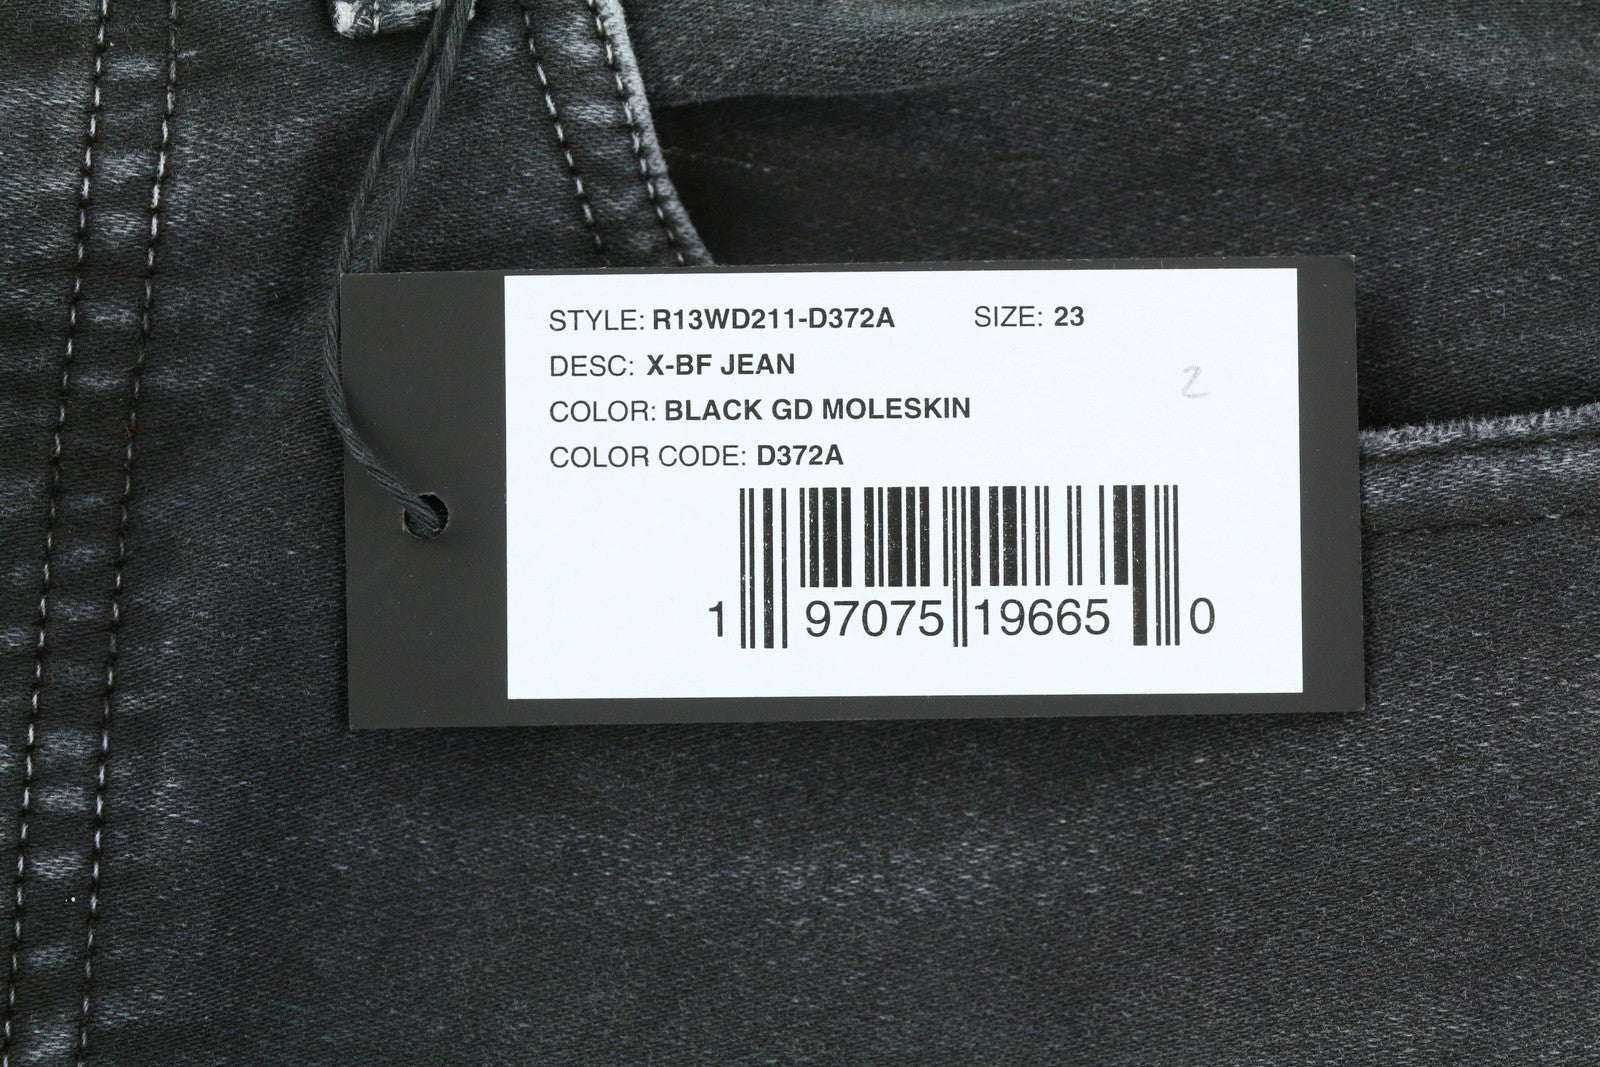 STYLE: R13WD211-D372A SIZE: 23
DESC: X-BF JEAN
2
COLOR: BLACK GD MOLESKIN
COLOR CODE: D372A
1 97075 19665 0